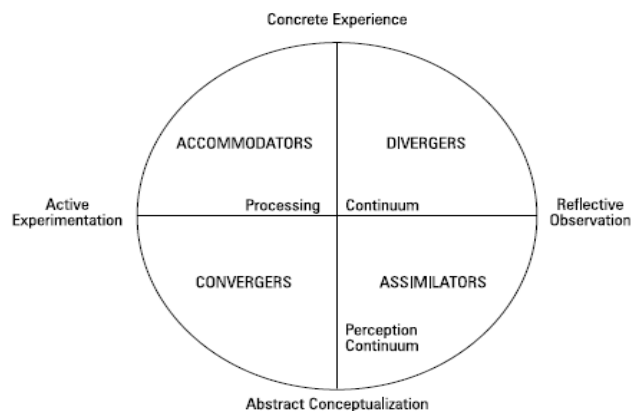 Concrete Experience
ACCOMMODATORS
DIVERGERS
Active
Experimentation
Processing
Continuum
Reflective
Observation
CONVERGERS
ASSIMILATORS
Perception
Continuum
Abstract Conceptualization